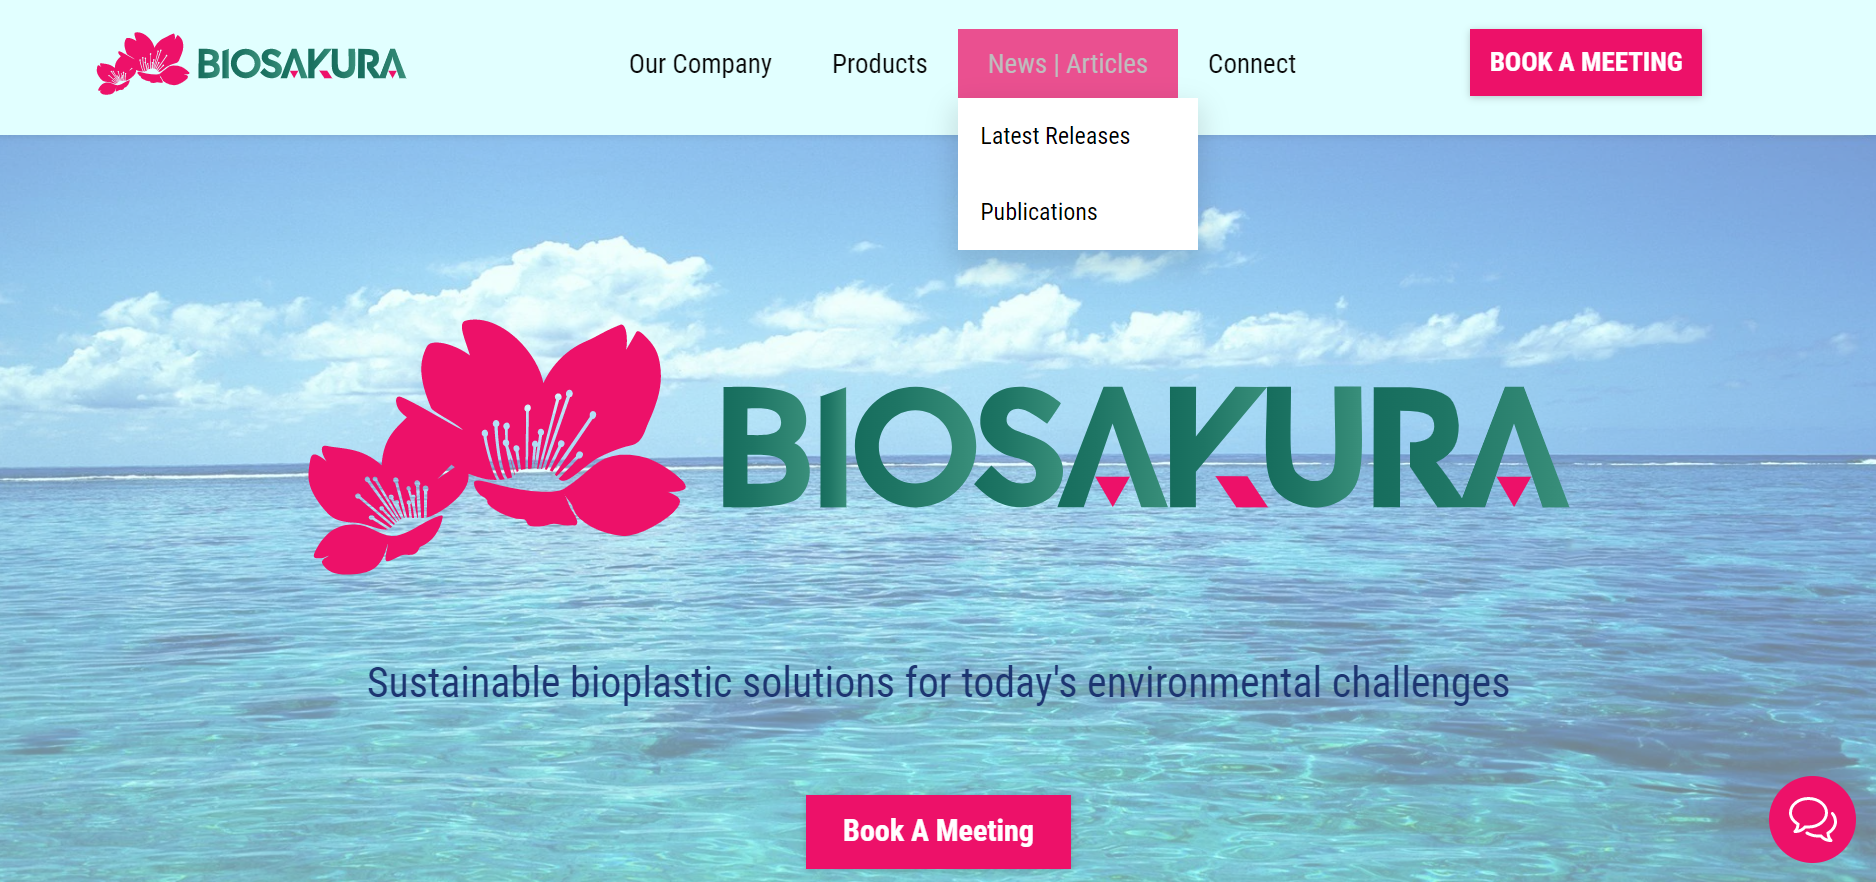 BIOSAKURA
Our Company
Products
News | Articles
Connect
BOOK A MEETING
Latest Releases
Publications
BIOSAKURA
Sustainable bioplastic solutions for today's environmental challenges
Book A Meeting